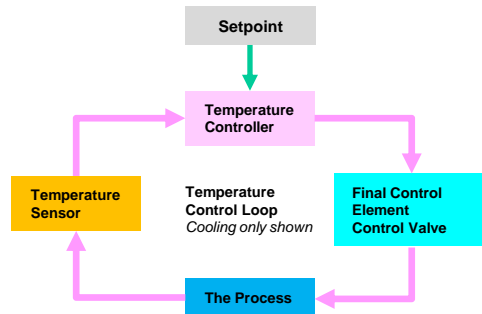 Setpoint
Temperature
Controller
Temperature
Sensor
Temperature
Control Loop
Cooling only shown
Final Control
Element
Control Valve
The Process